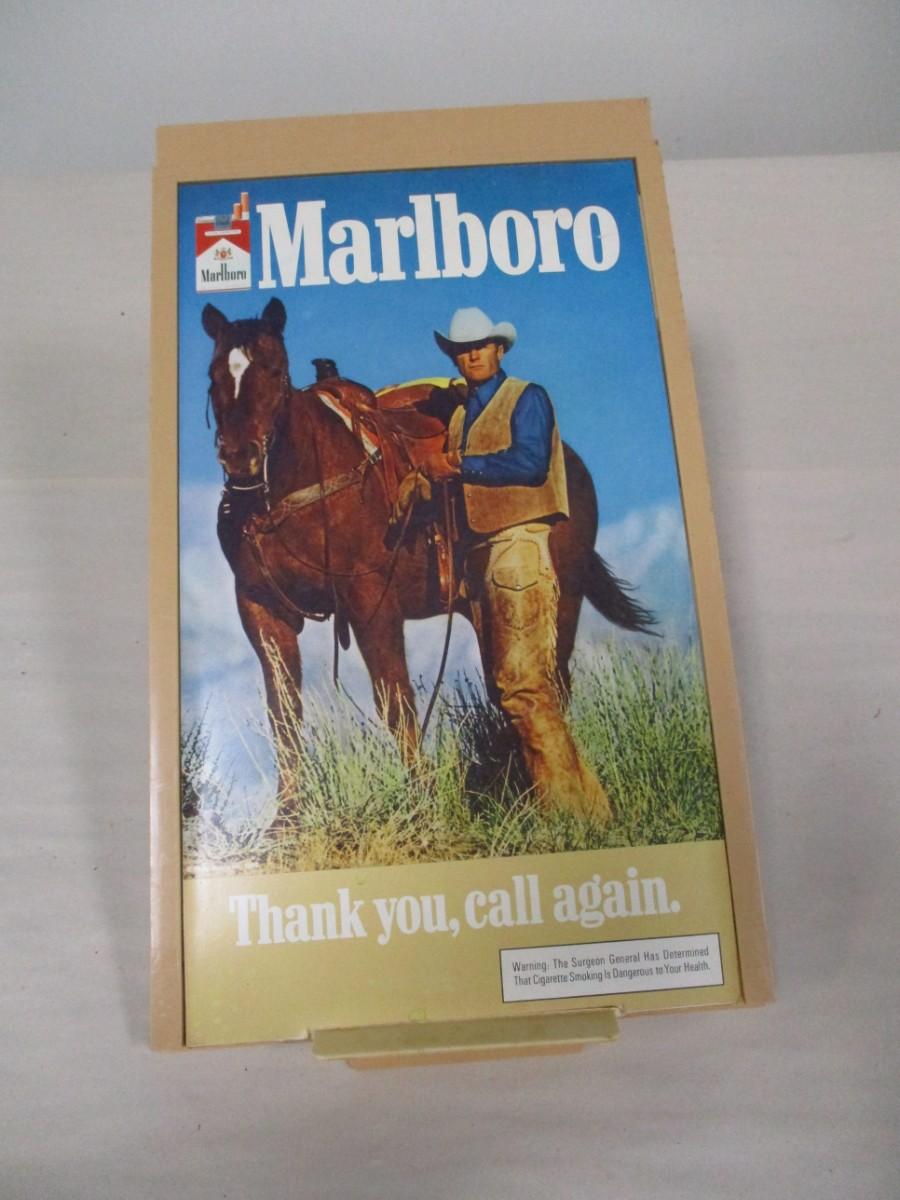 Marlboro
Marlboro
Thank you, call again.
Warning: The Surgeon General Has Determined
That Cigarette Smoking Is Dangerous to Your Health.